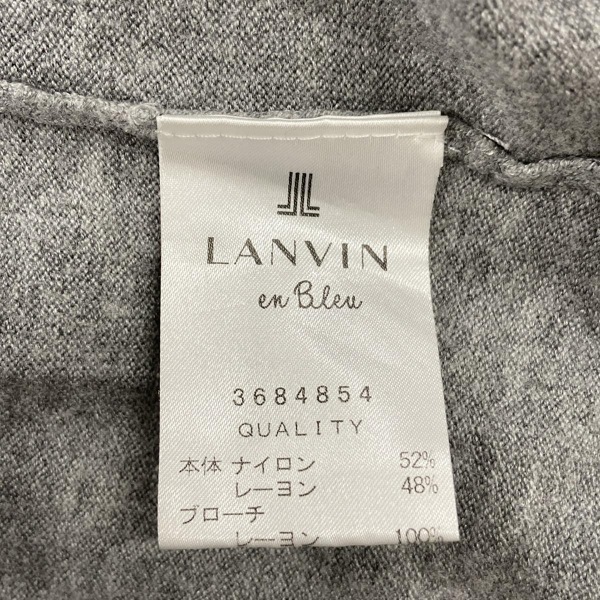 LANVIN
en Bleu
3684854
QUALITY
本体 ナイロン 52%
レーヨン 48%
ブローチ
レーヨン 100%